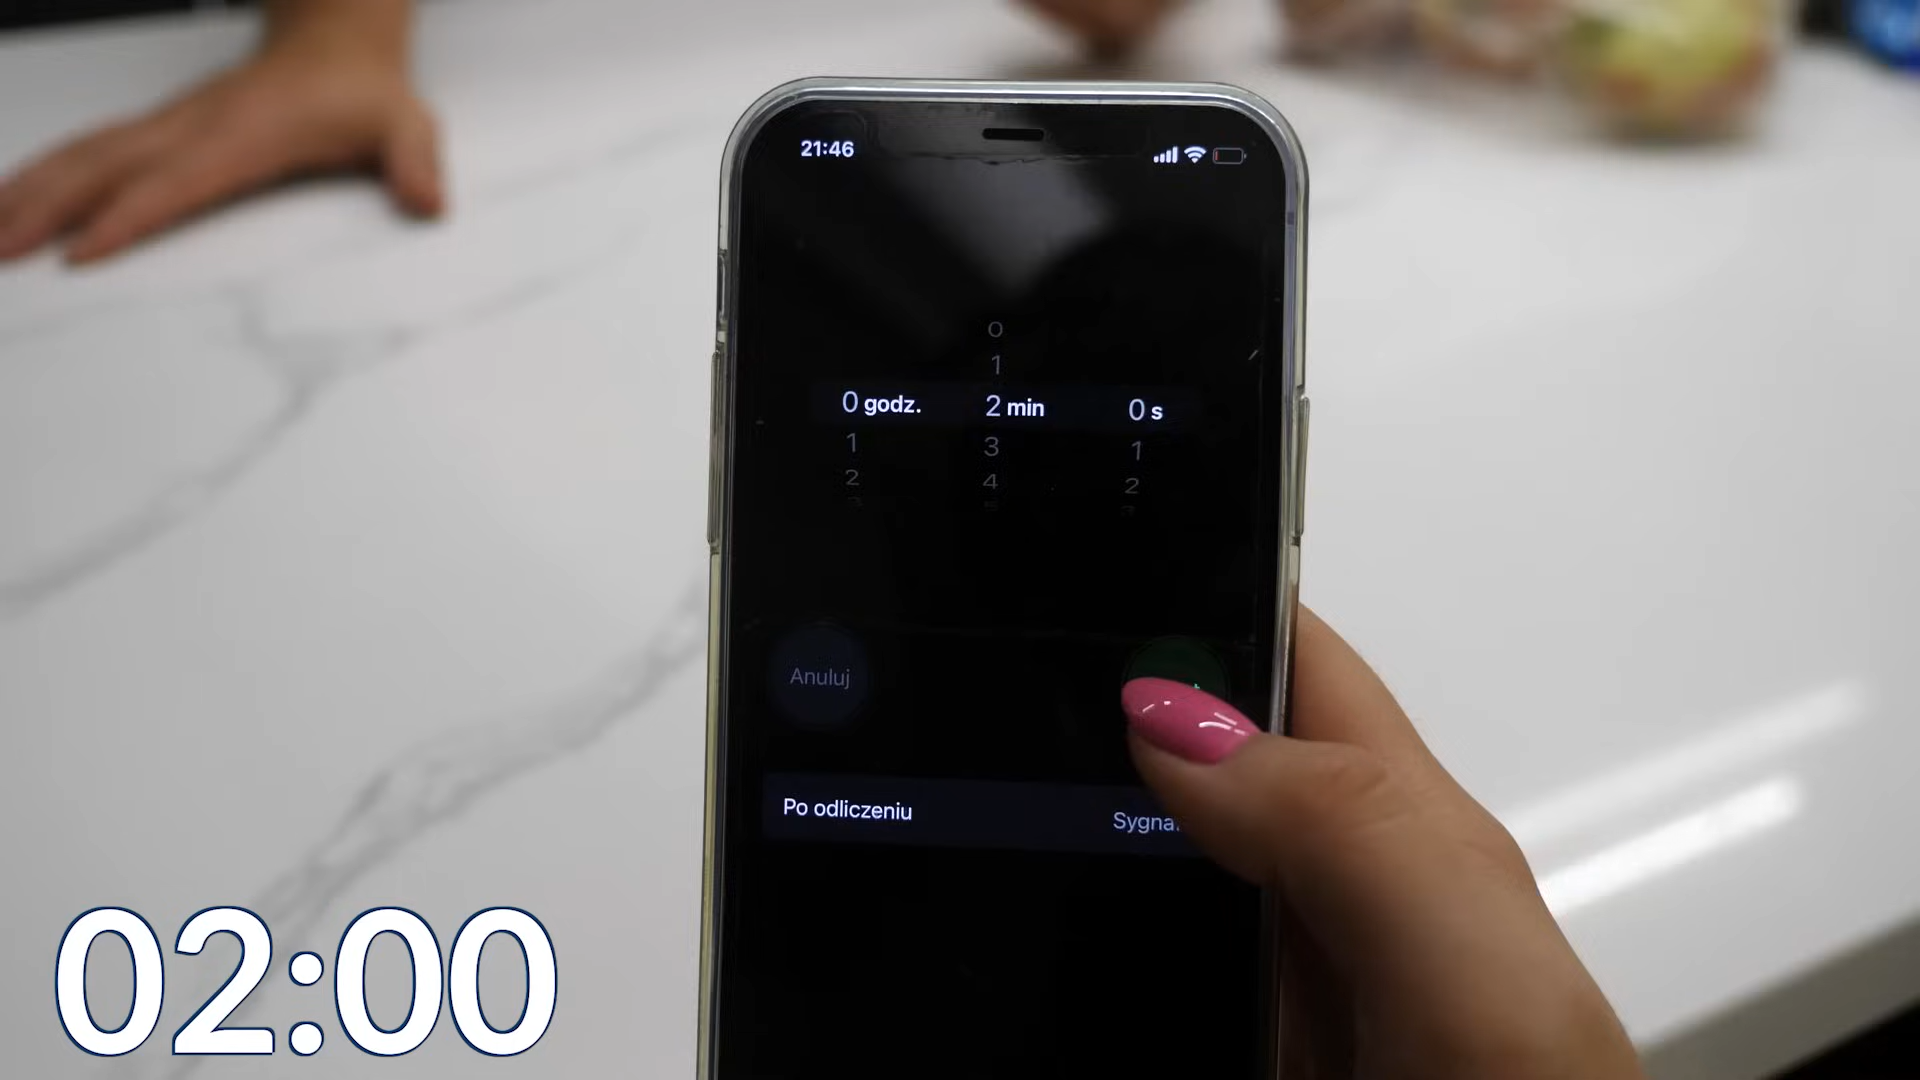 21:46
0
1
0 godz. 2 min 0 s
1 3 1
2 4 2
Anuluj
Po odliczeniu
02:00